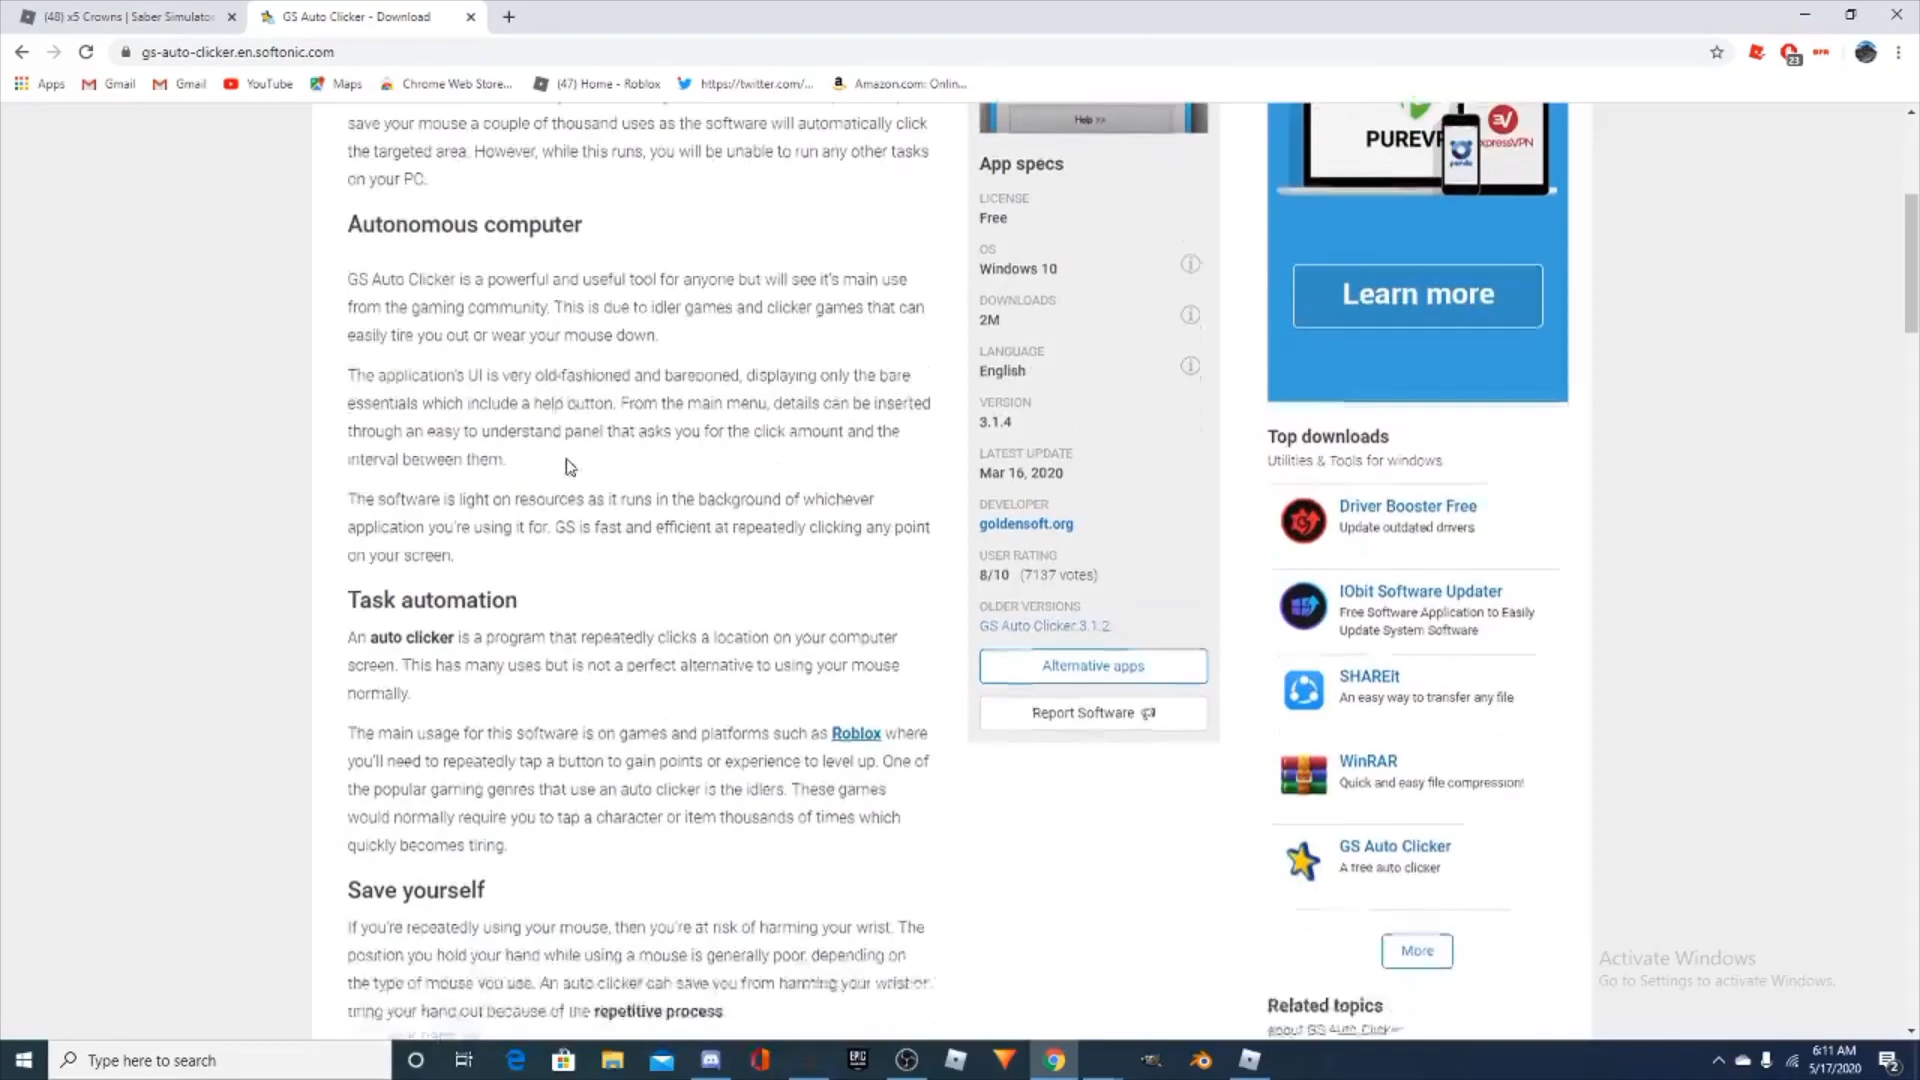 (48) x5 Crowns | Saber Simulator
GS Auto Clicker - Download
gs-auto-clicker.en.softonic.com
23
Apps
Gmail
Gmail
YouTube
Maps
Chrome Web Store...
(47) Home - Roblox
https://twitter.com/...
Amazon.com: Onlin...
save your mouse a couple of thousand uses as the software will automatically click
the targeted area. However, while this runs, you will be unable to run any other tasks
on your PC.
Autonomous computer
GS Auto Clicker is a powerful and useful tool for anyone but will see it's main use
from the gaming community. This is due to idler games and clicker games that can
easily tire you out or wear your mouse down.
The application's UI is very old-fashioned and bareboned, displaying only the bare
essentials which include a help button. From the main menu, details can be inserted
through an easy to understand panel that asks you for the click amount and the
interval between them.
The software is light on resources as it runs in the background of whichever
application you're using it for. GS is fast and efficient at repeatedly clicking any point
on your screen.
Task automation
An auto clicker is a program that repeatedly clicks a location on your computer
screen. This has many uses but is not a perfect alternative to using your mouse
normally.
The main usage for this software is on games and platforms such as Roblox where
you'll need to repeatedly tap a button to gain points or experience to level up. One of
the popular gaming genres that use an auto clicker is the idlers. These games
would normally require you to tap a character or item thousands of times which
quickly becomes tiring.
Save yourself
If you're repeatedly using your mouse, then you're at risk of harming your wrist. The
position you hold your hand while using a mouse is generally poor, depending on
the type of mouse you use. An auto clicker can save you from harming your wrist or
tiring your hand out because of the repetitive process
Help >>
App specs
LICENSE
Free
OS
Windows 10
DOWNLOADS
2M
LANGUAGE
English
VERSION
3.1.4
LATEST UPDATE
Mar 16, 2020
DEVELOPER
goldensoft.org
USER RATING
8/10 (7137 votes)
OLDER VERSIONS
GS Auto Clicker 3.1.2
Alternative apps
Report Software
PUREV
xpressVPN
panda
Learn more
Top downloads
Utilities & Tools for windows
Driver Booster Free
Update outdated drivers
IObit Software Updater
Free Software Application to Easily
Update System Software
SHAREit
An easy way to transfer any file
WinRAR
Quick and easy file compression!
GS Auto Clicker
A free auto clicker
More
Related topics
about GS Auto Clicker
Activate Windows
Go to Settings to activate Windows.
Type here to search
EPIC
6:11 AM
5/17/2020
2